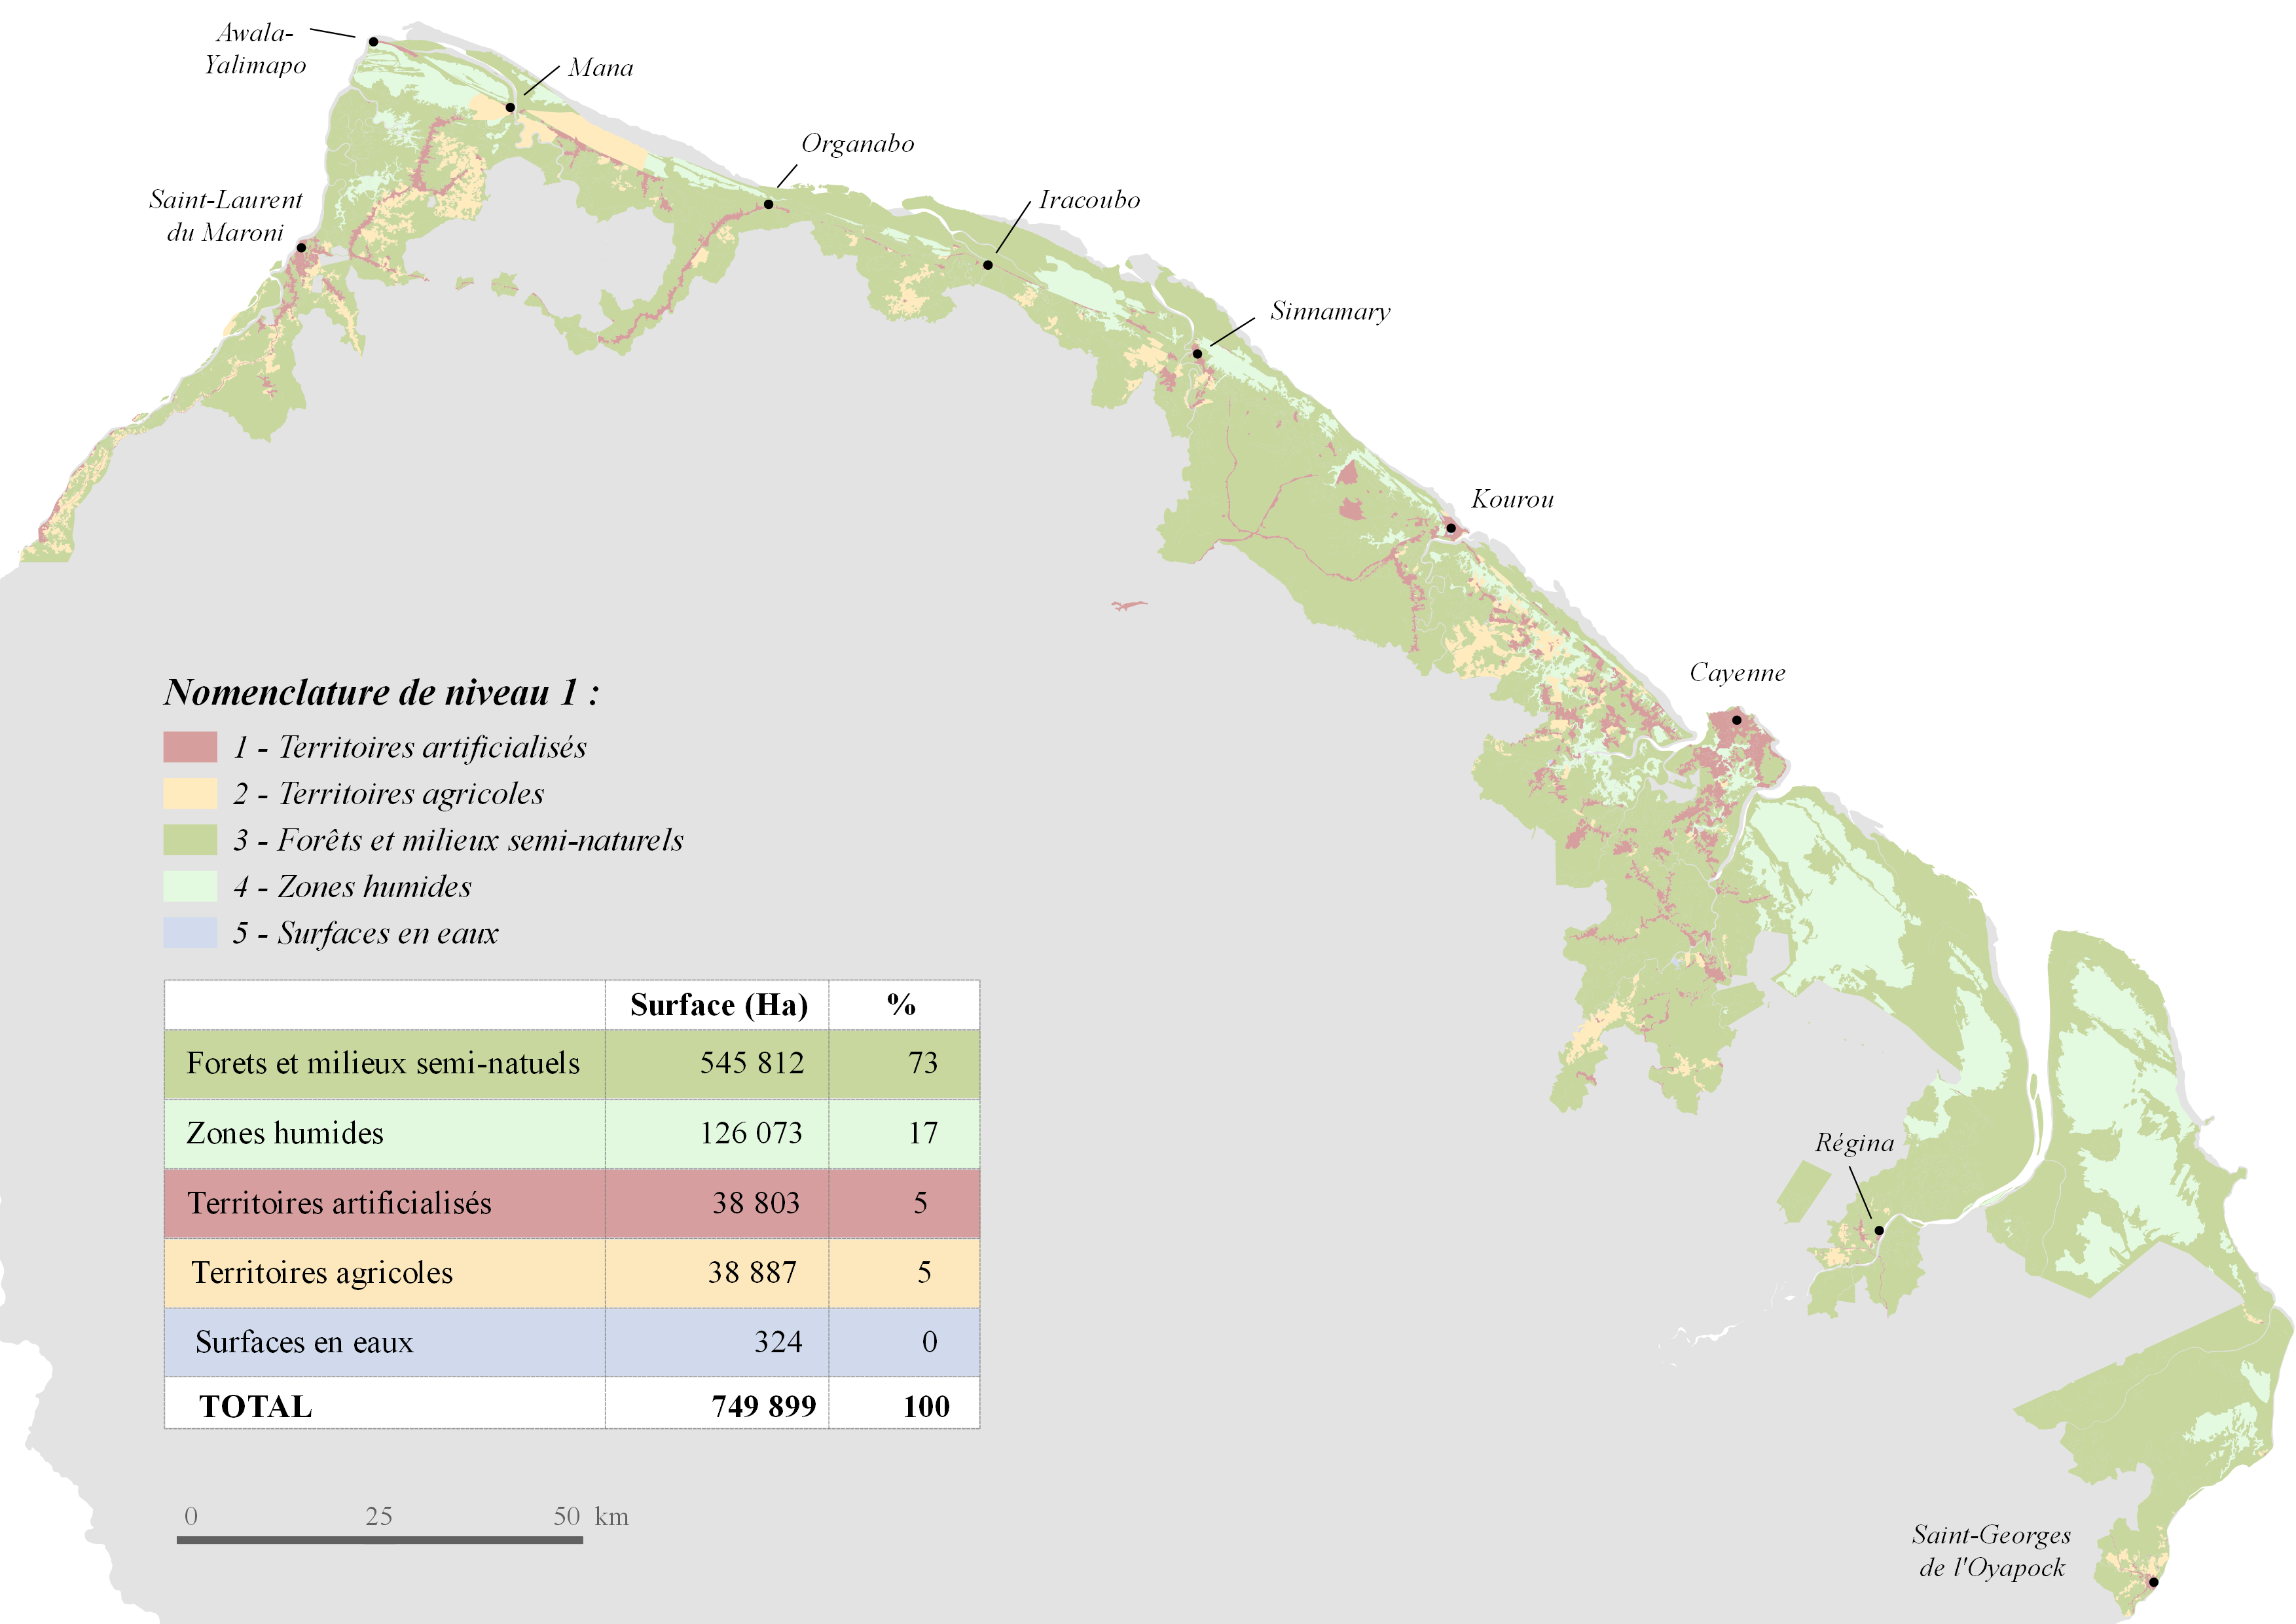 Awala-
Yalimapo
Mana
Organabo
Saint-Laurent
du Maroni
Iracoubo
Sinnamary
Kourou
Cayenne
Nomenclature de niveau 1 :
1 - Territoires artificialisés
2 - Territoires agricoles
3 - Forêts et milieux semi-naturels
4 - Zones humides
5 - Surfaces en eaux
Surface (Ha) %
Forets et milieux semi-natuels 545 812 73
Zones humides 126 073 17
Territoires artificialisés 38 803 5
Territoires agricoles 38 887 5
Surfaces en eaux 324 0
TOTAL 749 899 100
Régina
0 25 50 km
Saint-Georges
de l'Oyapock